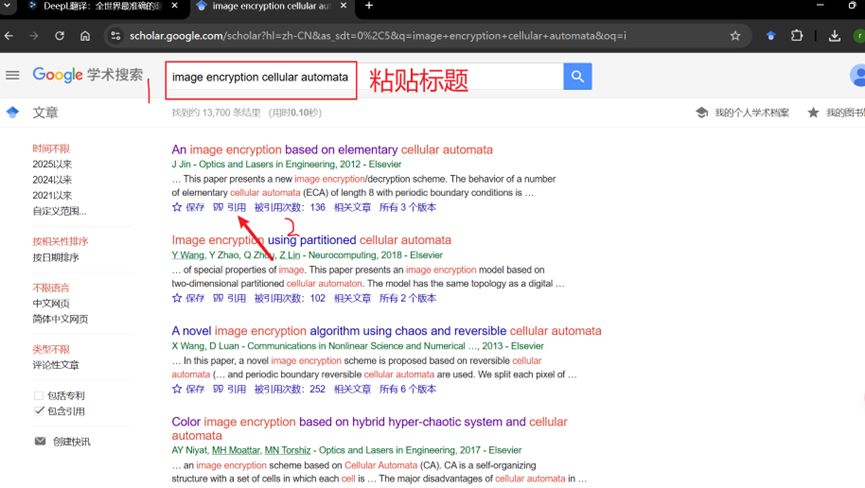 DeepL翻译：全世界最准确的翻
image encryption cellular aut
scholar.google.com/scholar?hl=zh-CN&as_sdt=0%2C5&q=image+encryption+cellular+automata&oq=i
Google 学术搜索
image encryption cellular automata
粘贴标题
1
文章
找到约 13,700 条结果 （用时0.10秒）
我的个人学术档案
我的图书
时间不限
2025以来
2024以来
2021以来
自定义范围...
按相关性排序
按日期排序
不限语言
中文网页
简体中文网页
类型不限
评论性文章
包括专利
包含引用
创建快讯
An image encryption based on elementary cellular automata
J Jin - Optics and Lasers in Engineering, 2012 - Elsevier
… This paper presents a new image encryption/decryption scheme. The behavior of a number
of elementary cellular automata (ECA) of length 8 with periodic boundary conditions is …
保存 引用 被引用次数：136 相关文章 所有 3 个版本
2
Image encryption using partitioned cellular automata
Y Wang, Y Zhao, Q Zhou, Z Lin - Neurocomputing, 2018 - Elsevier
… of special properties of image. This paper presents an image encryption model based on
two-dimensional partitioned cellular automaton. The model has the same topology as a digital …
保存 引用 被引用次数：102 相关文章 所有 2 个版本
A novel image encryption algorithm using chaos and reversible cellular automata
X Wang, D Luan - Communications in Nonlinear Science and Numerical …, 2013 - Elsevier
… In this paper, a novel image encryption scheme is proposed based on reversible cellular
automata (… and periodic boundary reversible cellular automata are used. We split each pixel of …
保存 引用 被引用次数：252 相关文章 所有 6 个版本
Color image encryption based on hybrid hyper-chaotic system and cellular
automata
AY Niyat, MH Moattar, MN Torshiz - Optics and Lasers in Engineering, 2017 - Elsevier
… an image encryption scheme based on Cellular Automata (CA). CA is a self-organizing
structure with a set of cells in which each cell is … The major disadvantages of cellular automata in …